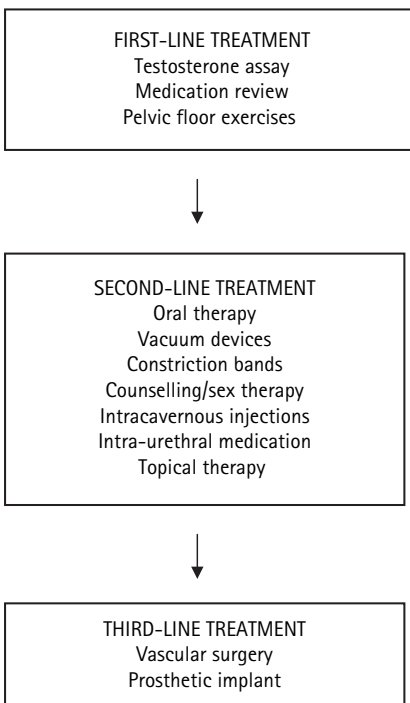 FIRST-LINE TREATMENT
Testosterone assay
Medication review
Pelvic floor exercises
SECOND-LINE TREATMENT
Oral therapy
Vacuum devices
Constriction bands
Counselling/sex therapy
Intracavernous injections
Intra-urethral medication
Topical therapy
THIRD-LINE TREATMENT
Vascular surgery
Prosthetic implant